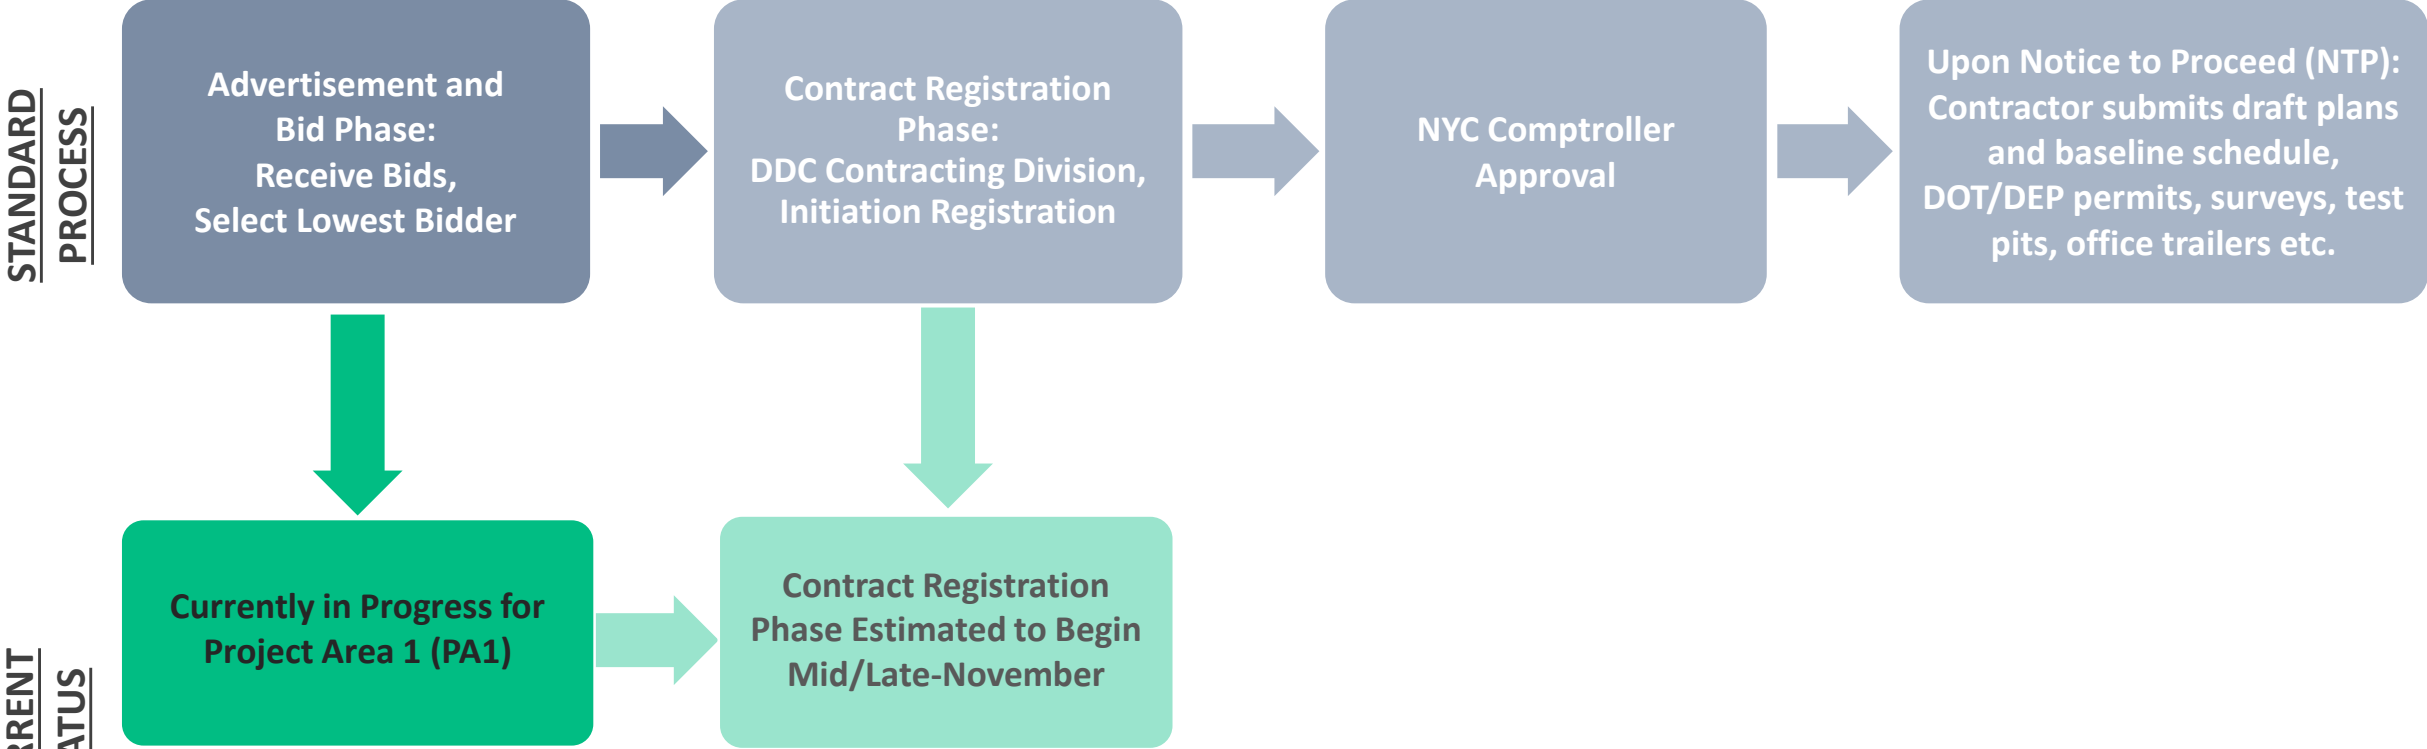 STANDARD
PROCESS
Advertisement and
Bid Phase:
Receive Bids,
Select Lowest Bidder
Contract Registration
Phase:
DDC Contracting Division,
Initiation Registration
NYC Comptroller
Approval
Upon Notice to Proceed (NTP):
Contractor submits draft plans
and baseline schedule,
DOT/DEP permits, surveys, test
pits, office trailers etc.
Currently in Progress for
Project Area 1 (PA1)
Contract Registration
Phase Estimated to Begin
Mid/Late-November